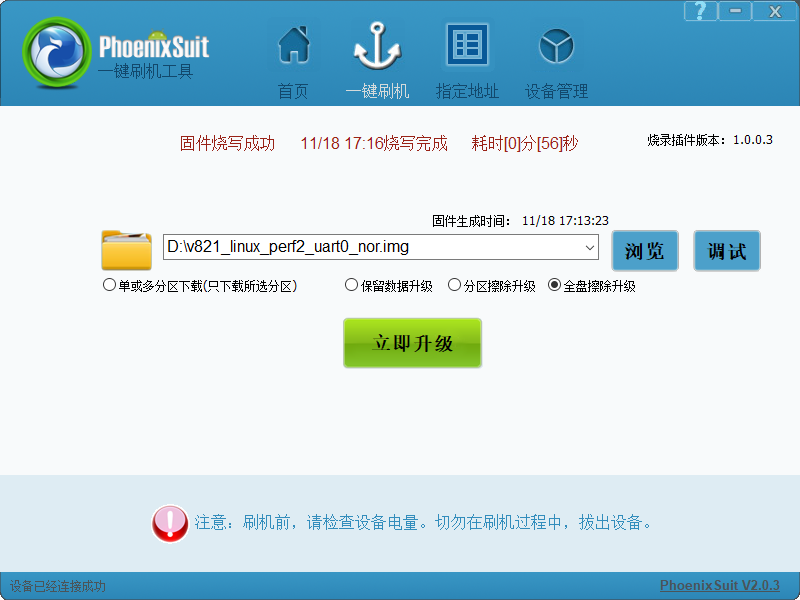 PhoenixSuit
一键刷机工具
首页
一键刷机
指定地址
设备管理
固件烧写成功 11/18 17:16烧写完成 耗时[0]分[56]秒
烧录插件版本：1.0.0.3
固件生成时间： 11/18 17:13:23
D:\v821_linux_perf2_uart0_nor.img
浏览
调试
单或多分区下载(只下载所选分区)
保留数据升级
分区擦除升级
全盘擦除升级
立即升级
注意：刷机前，请检查设备电量。切勿在刷机过程中，拔出设备。
设备已经连接成功
PhoenixSuit V2.0.3